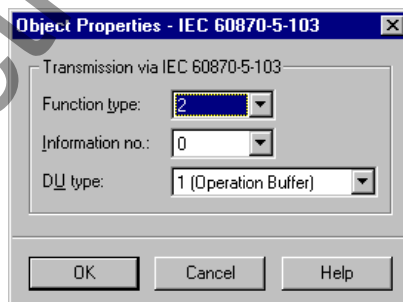 Object Properties - IEC 60870-5-103
Transmission via IEC 60870-5-103
Function type:
2
Information no.:
0
DU type:
1 (Operation Buffer)
OK
Cancel
Help